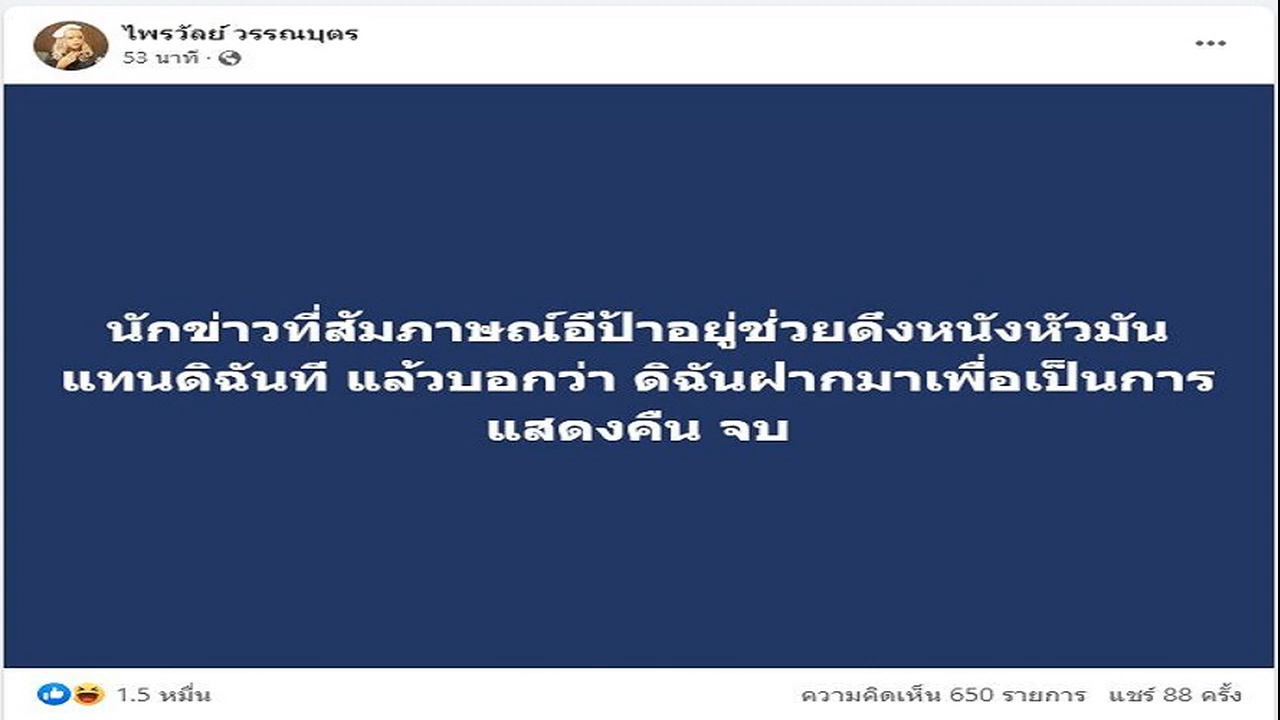 ไพรวัลย์ วรรณบุตร
53 นาที ·
นักข่าวที่สัมภาษณ์อีป้าอยู่ช่วยดึงหนังหัวมัน
แทนดิฉันที แล้วบอกว่า ดิฉันฝากมาเพื่อเป็นการ
แสดงคืน จบ
1.5 หมื่น ความคิดเห็น 650 รายการ แชร์ 88 ครั้ง